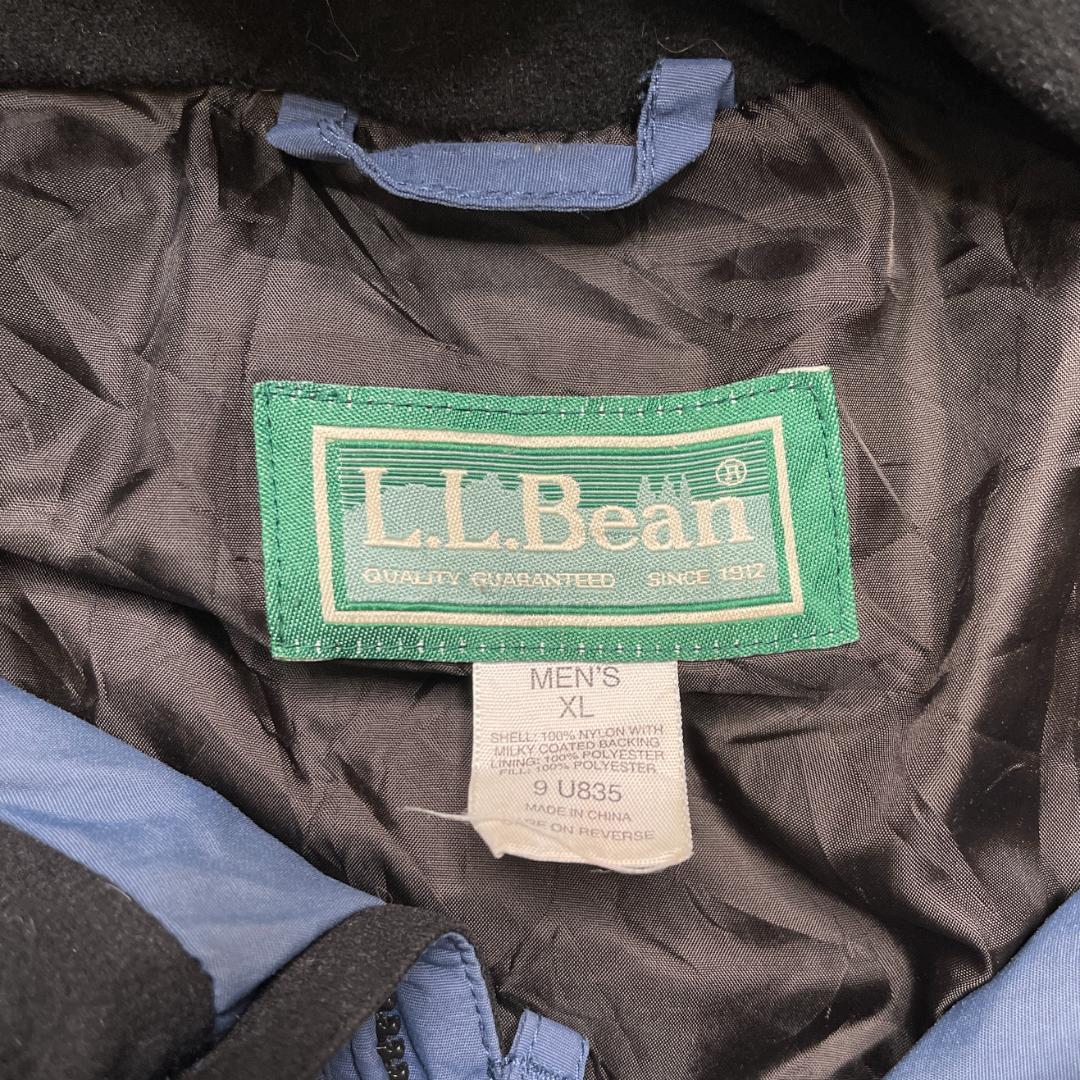 L.L.Bean ®
QUALITY GUARANTEED SINCE 1912
MEN'S
XL
SHELL: 100% NYLON WITH
MILKY COATED BACKING
LINING: 100% POLYESTER
FILL: 100% POLYESTER
9 U835
MADE IN CHINA
CARE ON REVERSE